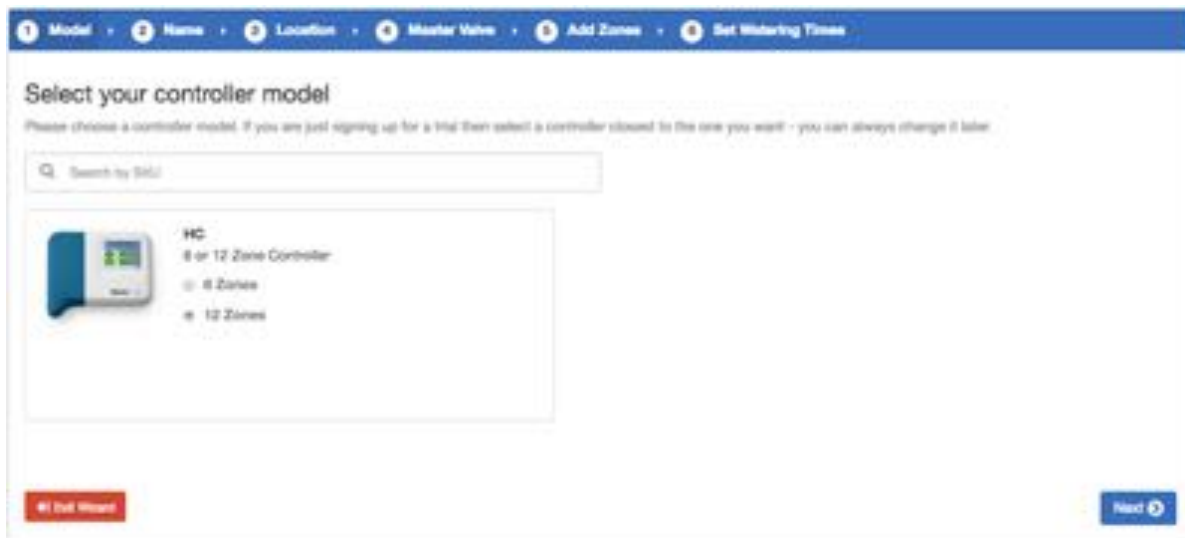 1 Model 2 Name 3 Location 4 Master Valve 5 Add Zones 6 Set Watering Times
Select your controller model
Please choose a controller model. If you are just signing up for a trial then select a controller closed to the one you want - you can always change it later
Search by SKU
HC
6 or 12 Zone Controller
6 Zones
12 Zones
Exit Wizard
Next